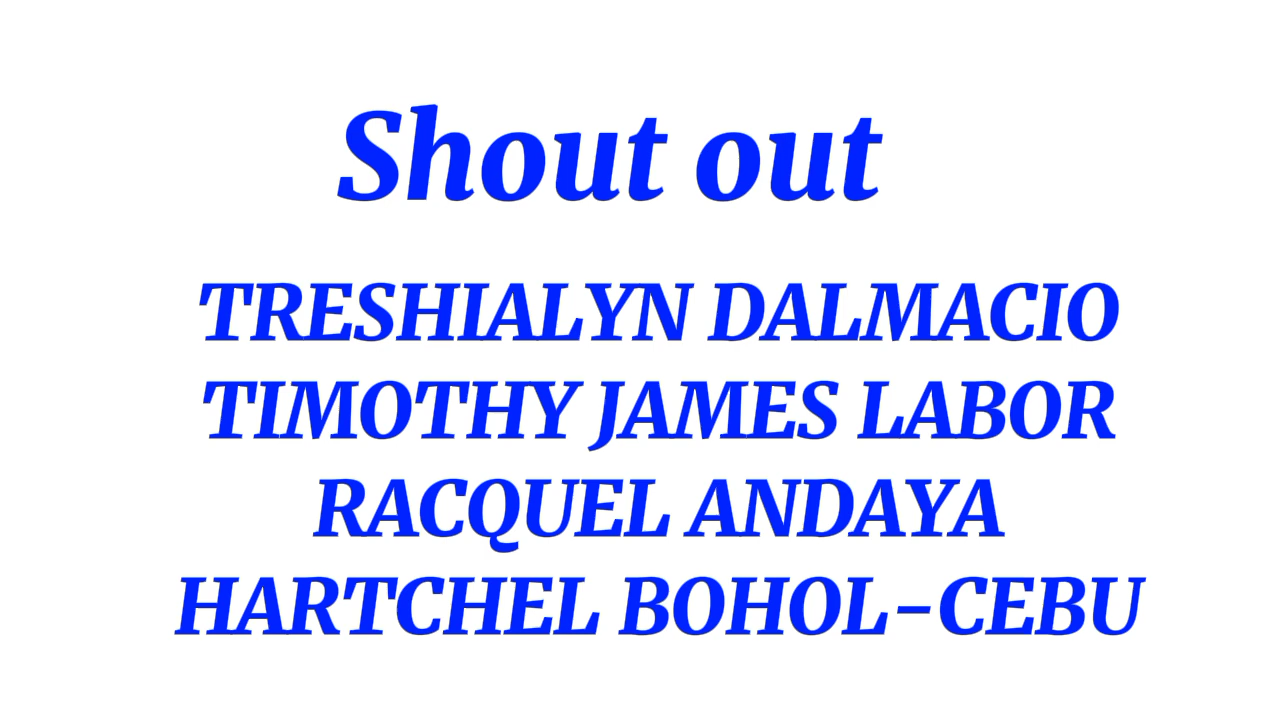 Shout out
TRESHIALYN DALMACIO
TIMOTHY JAMES LABOR
RACQUEL ANDAYA
HARTCHEL BOHOL-CEBU